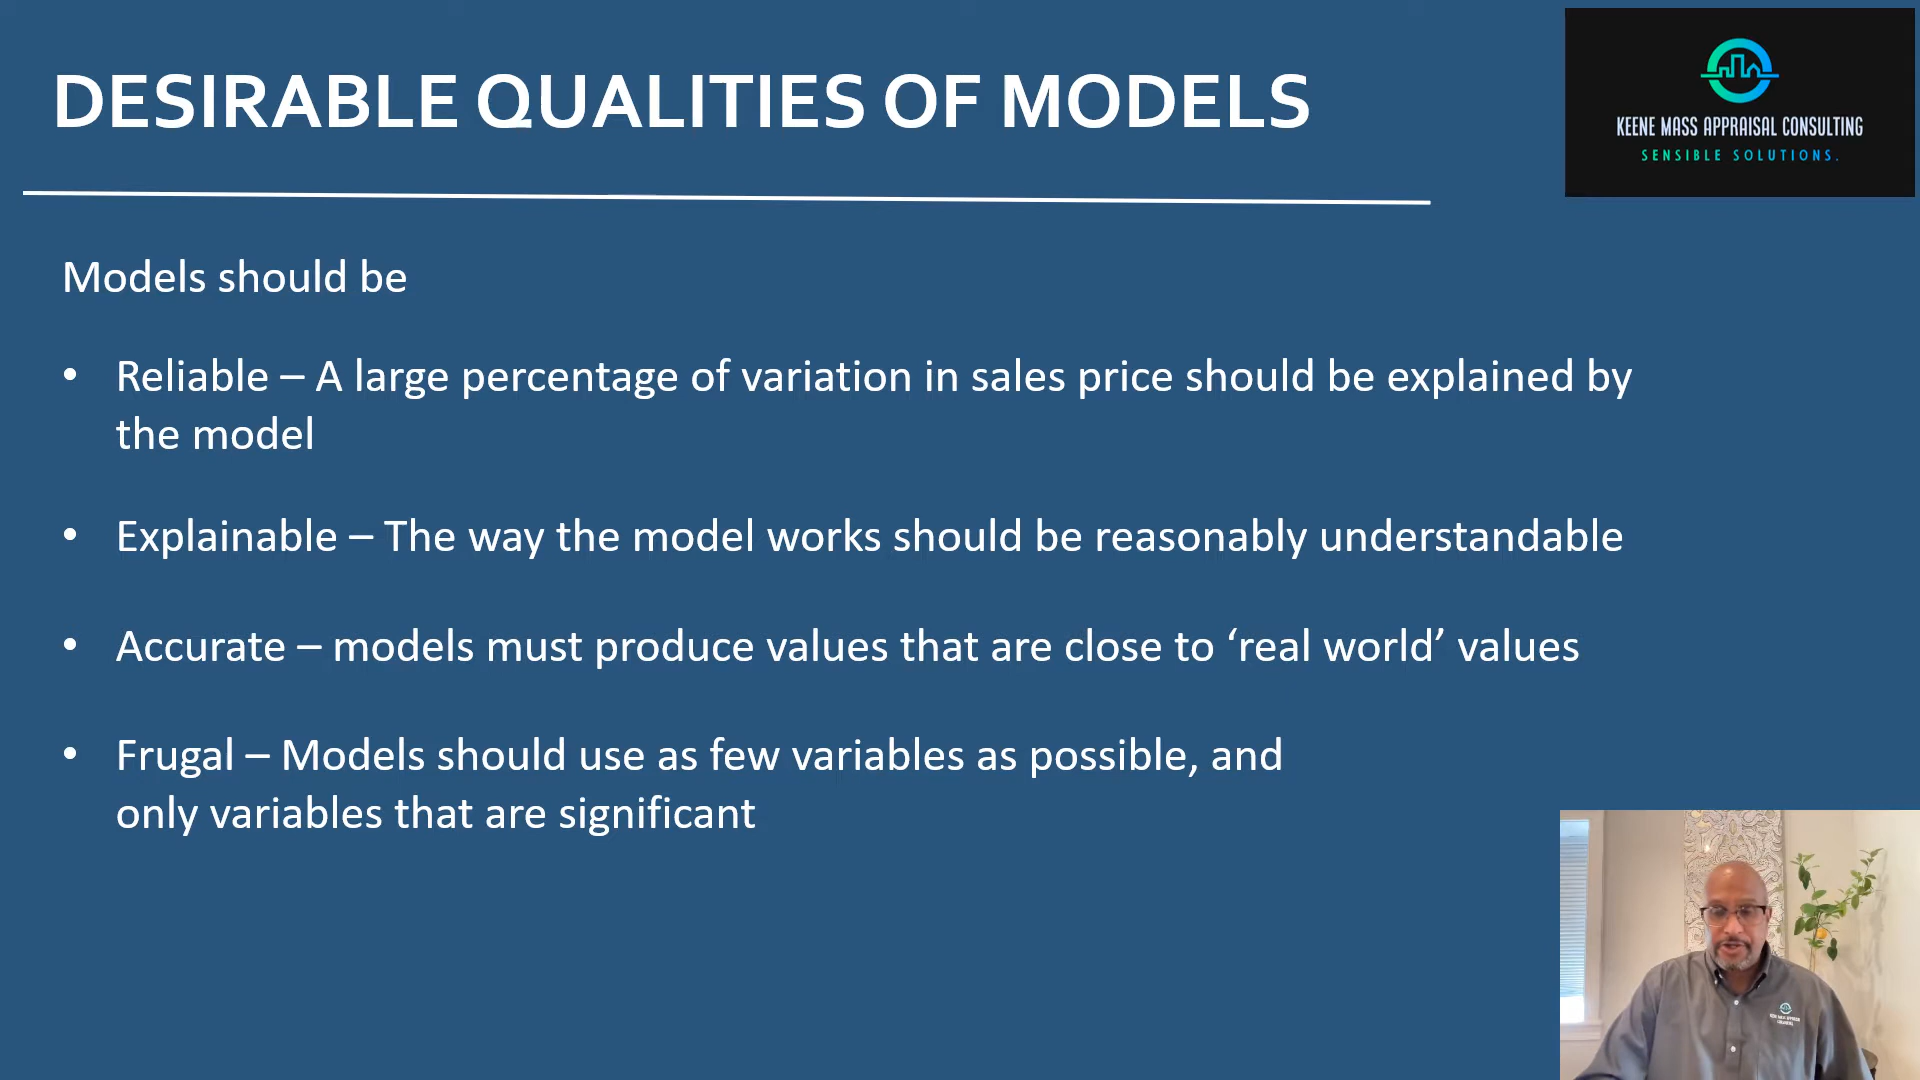 DESIRABLE QUALITIES OF MODELS
KEENE MASS APPRAISAL CONSULTING
SENSIBLE SOLUTIONS.
Models should be
• Reliable – A large percentage of variation in sales price should be explained by
the model
• Explainable – The way the model works should be reasonably understandable
• Accurate – models must produce values that are close to ‘real world’ values
• Frugal – Models should use as few variables as possible, and
only variables that are significant